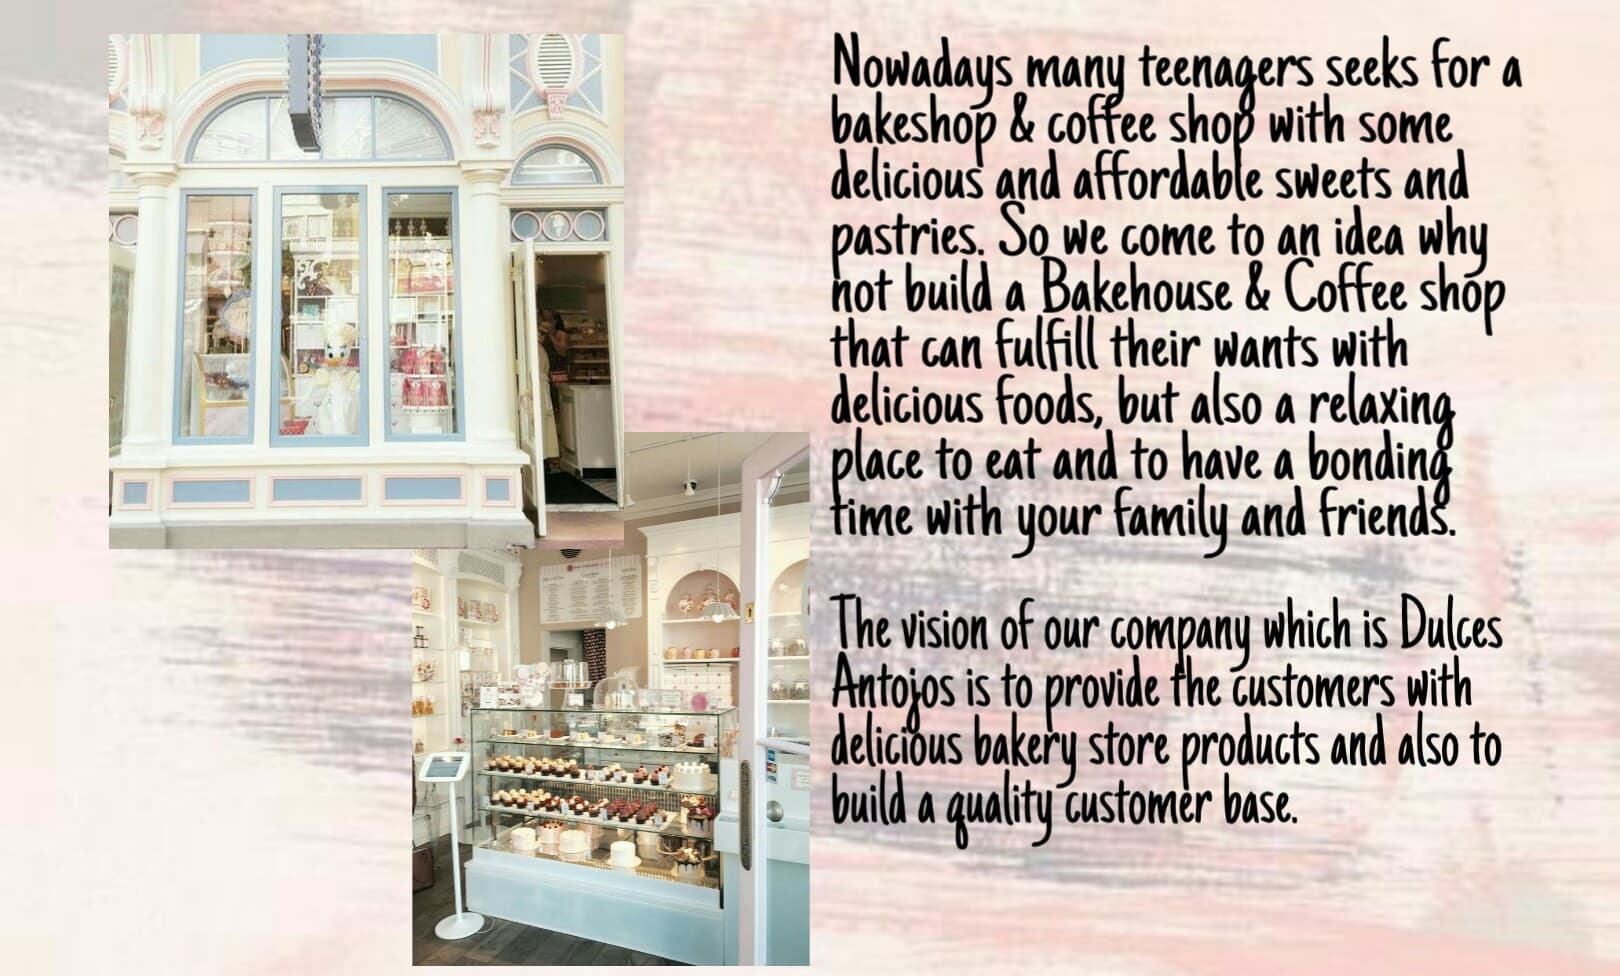 Nowadays many teenagers seeks for a
bakeshop & coffee shop with some
delicious and affordable sweets and
pastries. So we come to an idea why
not build a Bakehouse & Coffee shop
that can fulfill their wants with
delicious foods, but also a relaxing
place to eat and to have a bonding
time with your family and friends.
The vision of our company which is Dulces
Antojos is to provide the customers with
delicious bakery store products and also to
build a quality customer base.